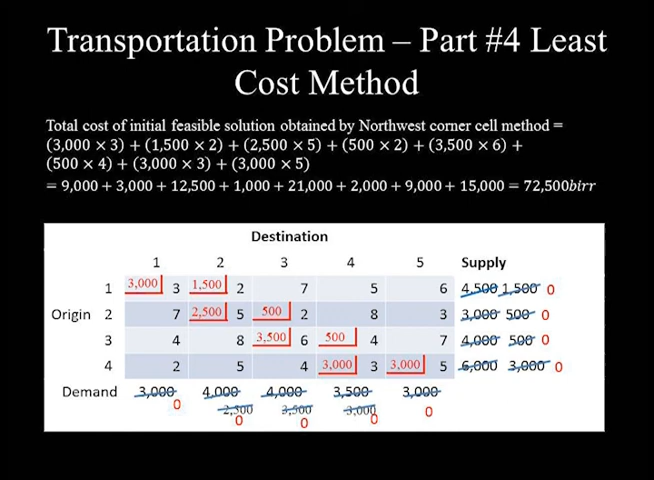 Transportation Problem – Part #4 Least
Cost Method
Total cost of initial feasible solution obtained by Northwest corner cell method =
(3,000 × 3) + (1,500 × 2) + (2,500 × 5) + (500 × 2) + (3,500 × 6) +
(500 × 4) + (3,000 × 3) + (3,000 × 5)
= 9,000 + 3,000 + 12,500 + 1,000 + 21,000 + 2,000 + 9,000 + 15,000 = 72,500birr
Destination
1 2 3 4 5 Supply
1 3,000 3 1,500 2 7 5 6 4,500 1,500 0
Origin 2 7 2,500 5 500 2 8 3 3,000 500 0
3 4 8 3,500 6 500 4 7 4,000 500 0
4 2 5 4 3,000 3 3,000 5 6,000 3,000 0
Demand 3,000 4,000 4,000 3,500 3,000
0 2,500 3,500 3,000 0
0 0 0